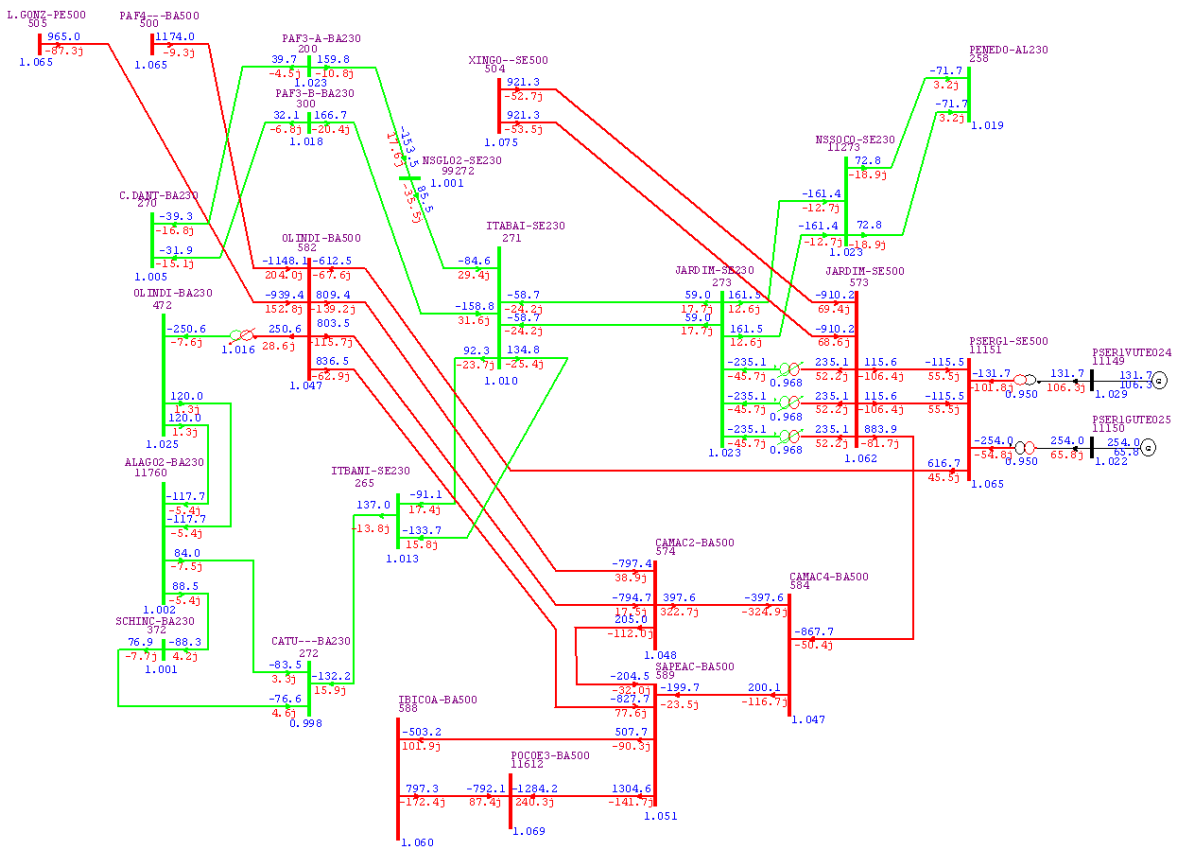 L.GONZ-PE500
505
965.0
-87.3j
1.065
PAF4---BA500
500
1174.0
-9.3j
1.065
PAF3-A-BA230
200
39.7
159.8
-4.5j
-10.8j
1.023
PAF3-B-BA230
300
32.1
166.7
-6.8j
-20.4j
1.018
XINGO--SE500
504
921.3
-52.7j
921.3
-53.5j
1.075
PENEDO-AL230
258
-71.7
3.2j
-71.7
3.2j
1.019
-153.5
17.6j
NSGLO2-SE230
99272
1.001
85.5
-35.5j
NSSOCO-SE230
11273
72.8
-18.9j
-161.4
-12.7j
-161.4
72.8
-12.7j
-18.9j
1.023
C.DANT-BA230
270
-39.3
-16.8j
-31.9
-15.1j
1.005
OLINDI-BA500
582
-1148.1
-612.5
204.0j
-67.6j
-939.4
809.4
152.8j
-139.2j
250.6
803.5
28.6j
-115.7j
836.5
-62.9j
1.047
ITABAI-SE230
271
-84.6
29.4j
-58.7
-24.2j
-158.8
-58.7
31.6j
-24.2j
92.3
134.8
-23.7j
-25.4j
1.010
OLINDI-BA230
472
-250.6
-7.6j
1.016
120.0
1.3j
120.0
1.3j
1.025
JARDIM-SE230
273
59.0
161.5
17.7j
12.6j
59.0
161.5
17.7j
12.6j
-235.1
-45.7j
0.968
-235.1
-45.7j
0.968
-235.1
-45.7j
0.968
1.023
JARDIM-SE500
573
-910.2
69.4j
-910.2
68.6j
235.1
115.6
52.2j
-106.4j
235.1
115.6
52.2j
-106.4j
235.1
883.9
52.2j
-81.7j
1.062
PSERG1-SE500
11151
-115.5
55.5j
-131.7
-101.8j
-115.5
55.5j
-254.0
-54.8j
616.7
45.5j
1.065
0.950
0.950
PSER1VUTE024
11149
131.7
131.7
106.3j
1.029
PSER1GUTE025
11150
254.0
254.0
65.8j
65.8j
1.022
ALAGO2-BA230
11760
-117.7
-5.4j
-117.7
-5.4j
84.0
-7.5j
88.5
-5.4j
1.002
ITBANI-SE230
265
137.0
-91.1
-13.8j
17.4j
-133.7
15.8j
1.013
SCHINC-BA230
372
76.9
-88.3
-7.7j
4.2j
1.001
CATU---BA230
272
-83.5
3.3j
-132.2
15.9j
-76.6
4.6j
0.998
CAMAC2-BA500
574
-797.4
38.9j
-794.7
397.6
17.5j
322.7j
205.0
-112.0j
1.048
CAMAC4-BA500
584
-397.6
-324.9j
-867.7
-50.4j
200.1
-116.7j
1.047
SAPEAC-BA500
589
-204.5
-32.0j
-199.7
-827.7
-23.5j
77.6j
507.7
-90.3j
1304.6
-141.7j
1.051
IBICOA-BA500
588
-503.2
101.9j
797.3
-172.4j
1.060
POCOE3-BA500
11612
-792.1
-1284.2
87.4j
240.3j
1.069